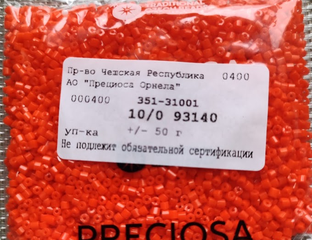 Пр-во Чешская Республика 0400
АО "Прециоса Орнела"
000400 351-31001
10/0 93140
уп-ка +/- 50 г
Не подлежит обязательной сертификации
PRECIOSA